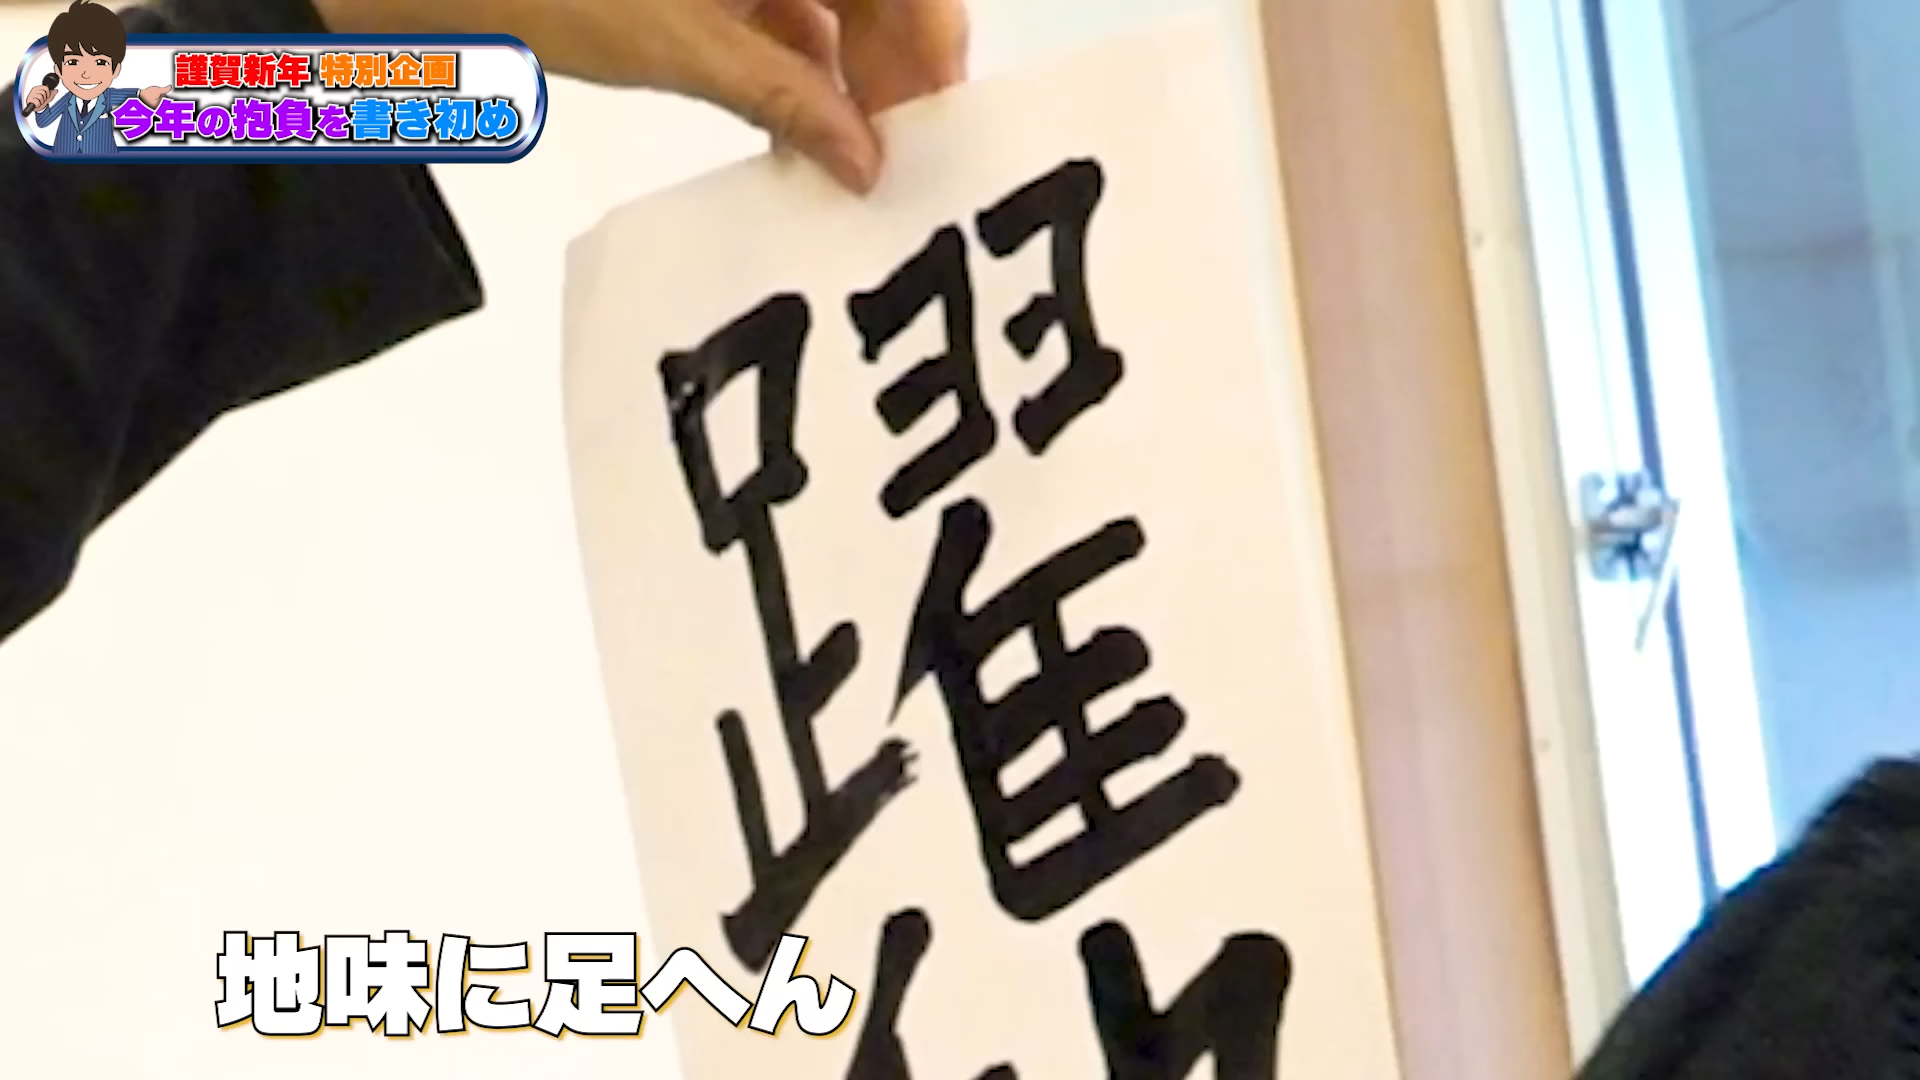 謹賀新年 特別企画
今年の抱負を書き初め
躍
地味に足へん